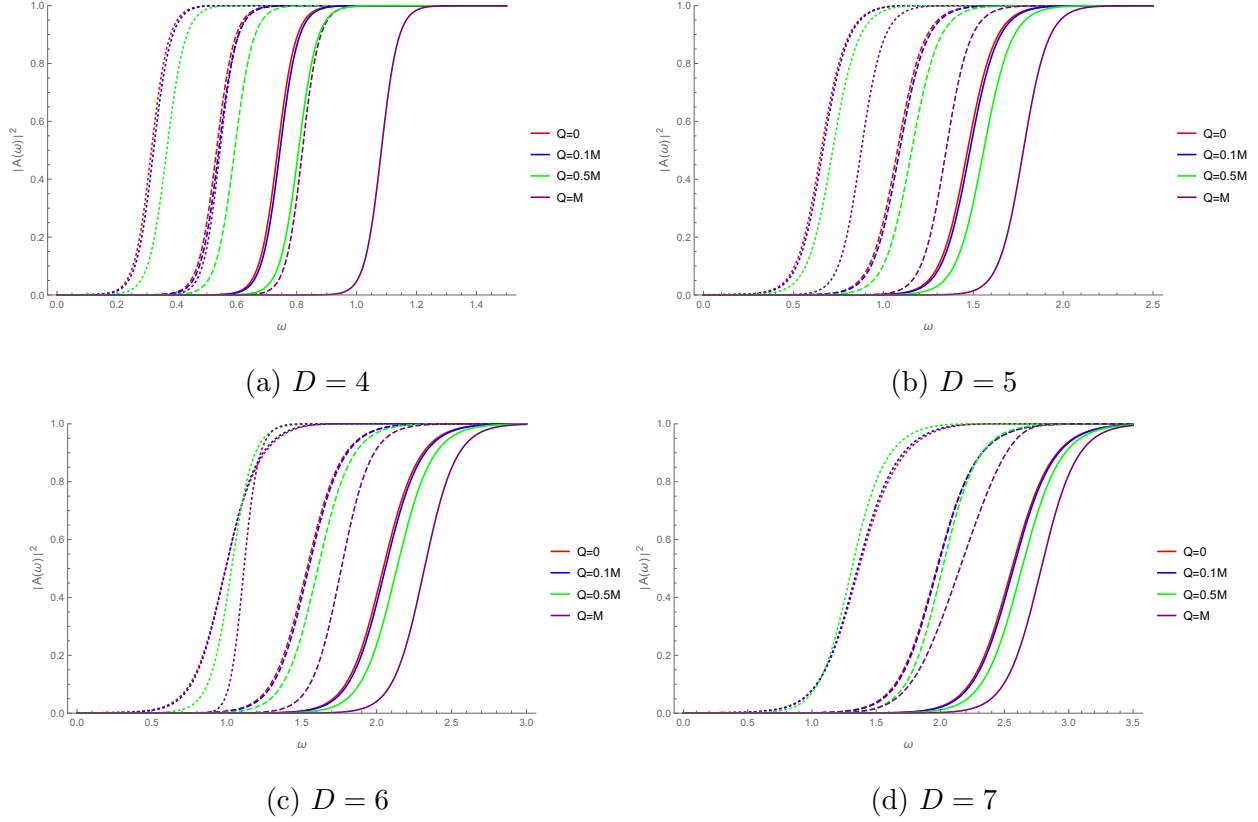 1.0
0.8
0.6
0.4
0.2
0.0
|A(ω)|²
0.0 0.2 0.4 0.6 0.8 1.0 1.2 1.4
ω
Q=0
Q=0.1M
Q=0.5M
Q=M
(a) D = 4
1.0
0.8
0.6
0.4
0.2
0.0
|A(ω)|²
0.0 0.5 1.0 1.5 2.0 2.5
ω
Q=0
Q=0.1M
Q=0.5M
Q=M
(b) D = 5
1.0
0.8
0.6
0.4
0.2
0.0
|A(ω)|²
0.0 0.5 1.0 1.5 2.0 2.5 3.0
ω
Q=0
Q=0.1M
Q=0.5M
Q=M
(c) D = 6
1.0
0.8
0.6
0.4
0.2
0.0
|A(ω)|²
0.0 0.5 1.0 1.5 2.0 2.5 3.0 3.5
ω
Q=0
Q=0.1M
Q=0.5M
Q=M
(d) D = 7